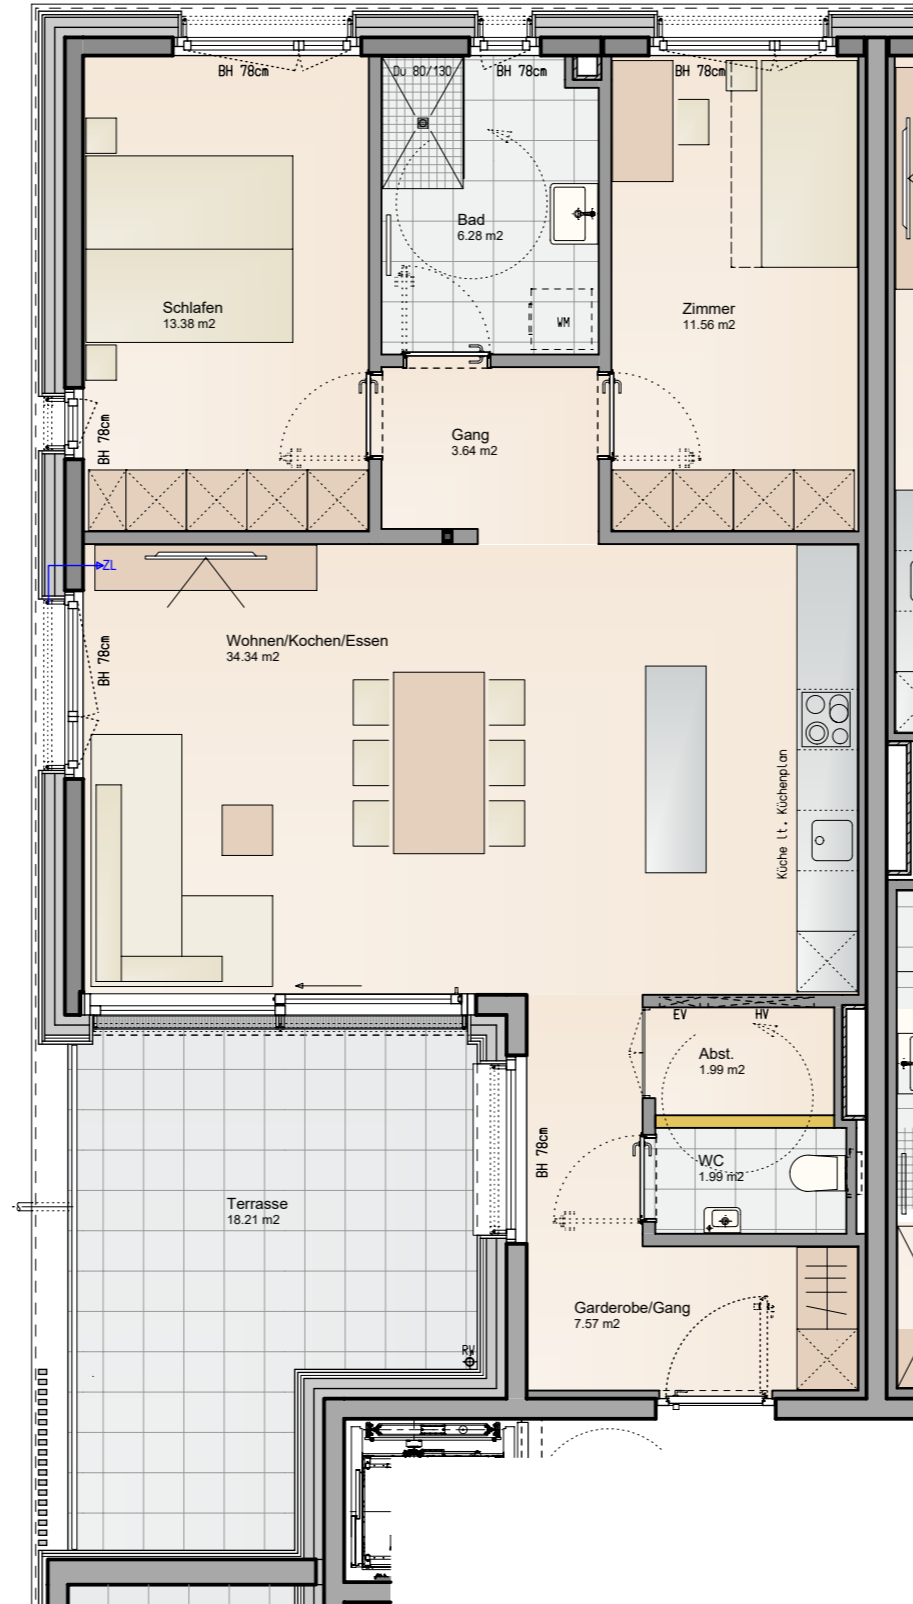 BH 78cm
Du 80/130
BH 78cm
BH 78cm
Bad
6.28 m2
Schlafen
13.38 m2
Zimmer
11.56 m2
WM
BH 78cm
Gang
3.64 m2
ZL
Wohnen/Kochen/Essen
34.34 m2
BH 78cm
Küche lt. Küchenplan
EV
HV
Abst.
1.99 m2
BH 78cm
WC
1.99 m2
Terrasse
18.21 m2
Garderobe/Gang
7.57 m2
RV